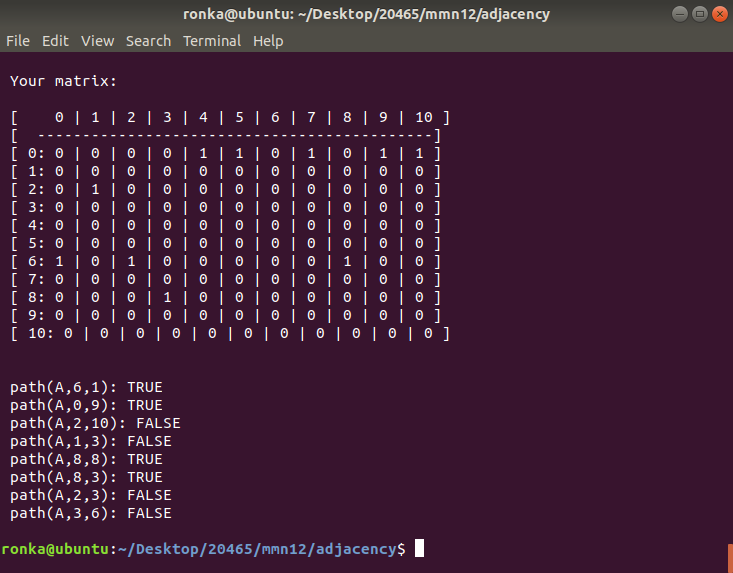 ronka@ubuntu: ~/Desktop/20465/mmn12/adjacency
File Edit View Search Terminal Help
Your matrix:
[    0 | 1 | 2 | 3 | 4 | 5 | 6 | 7 | 8 | 9 | 10 ]
[  --------------------------------------------]
[ 0: 0 | 0 | 0 | 0 | 1 | 1 | 0 | 1 | 0 | 1 | 1 ]
[ 1: 0 | 0 | 0 | 0 | 0 | 0 | 0 | 0 | 0 | 0 | 0 ]
[ 2: 0 | 1 | 0 | 0 | 0 | 0 | 0 | 0 | 0 | 0 | 0 ]
[ 3: 0 | 0 | 0 | 0 | 0 | 0 | 0 | 0 | 0 | 0 | 0 ]
[ 4: 0 | 0 | 0 | 0 | 0 | 0 | 0 | 0 | 0 | 0 | 0 ]
[ 5: 0 | 0 | 0 | 0 | 0 | 0 | 0 | 0 | 0 | 0 | 0 ]
[ 6: 1 | 0 | 1 | 0 | 0 | 0 | 0 | 0 | 1 | 0 | 0 ]
[ 7: 0 | 0 | 0 | 0 | 0 | 0 | 0 | 0 | 0 | 0 | 0 ]
[ 8: 0 | 0 | 0 | 1 | 0 | 0 | 0 | 0 | 0 | 0 | 0 ]
[ 9: 0 | 0 | 0 | 0 | 0 | 0 | 0 | 0 | 0 | 0 | 0 ]
[ 10: 0 | 0 | 0 | 0 | 0 | 0 | 0 | 0 | 0 | 0 | 0 ]
path(A,6,1): TRUE
path(A,0,9): TRUE
path(A,2,10): FALSE
path(A,1,3): FALSE
path(A,8,8): TRUE
path(A,8,3): TRUE
path(A,2,3): FALSE
path(A,3,6): FALSE
ronka@ubuntu:~/Desktop/20465/mmn12/adjacency$